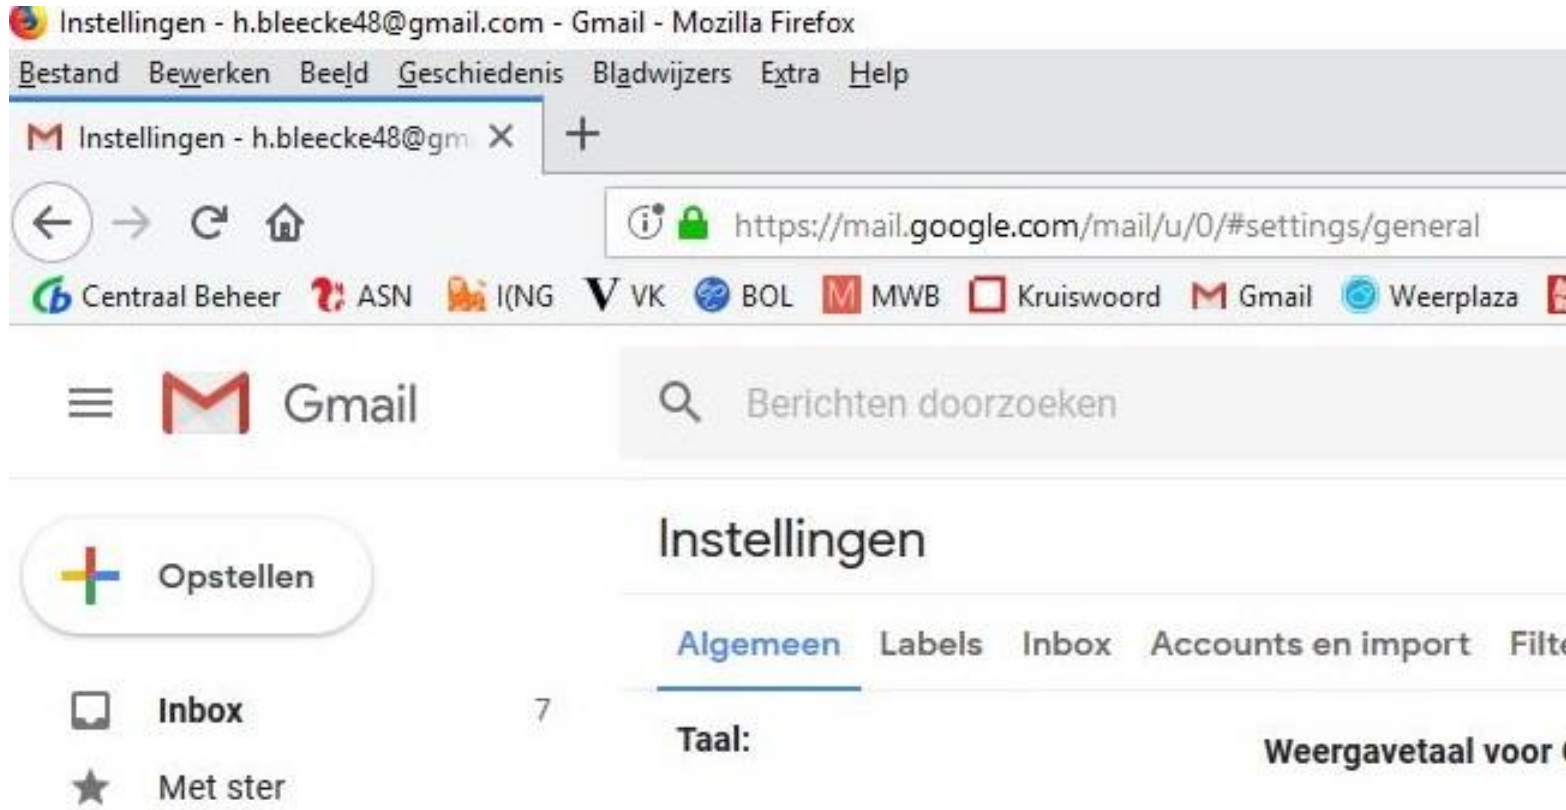 Instellingen - h.bleecke48@gmail.com - Gmail - Mozilla Firefox
Bestand Bewerken Beeld Geschiedenis Bladwijzers Extra Help
Instellingen - h.bleecke48@gm
https://mail.google.com/mail/u/0/#settings/general
Centraal Beheer ASN I(NG VK BOL MWB Kruiswoord Gmail Weerplaza
Gmail Berichten doorzoeken
Instellingen
Opstellen
Algemeen Labels Inbox Accounts en import Filte
Inbox 7
Taal: Weergavetaal voor
Met ster